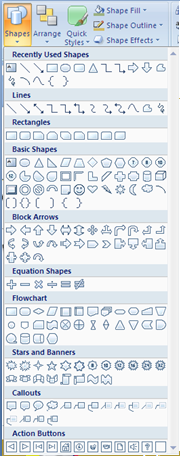 Shapes
Arrange
Quick
Styles
Shape Fill
Shape Outline
Shape Effects
Recently Used Shapes
Lines
Rectangles
Basic Shapes
Block Arrows
Equation Shapes
Flowchart
Stars and Banners
Callouts
Action Buttons